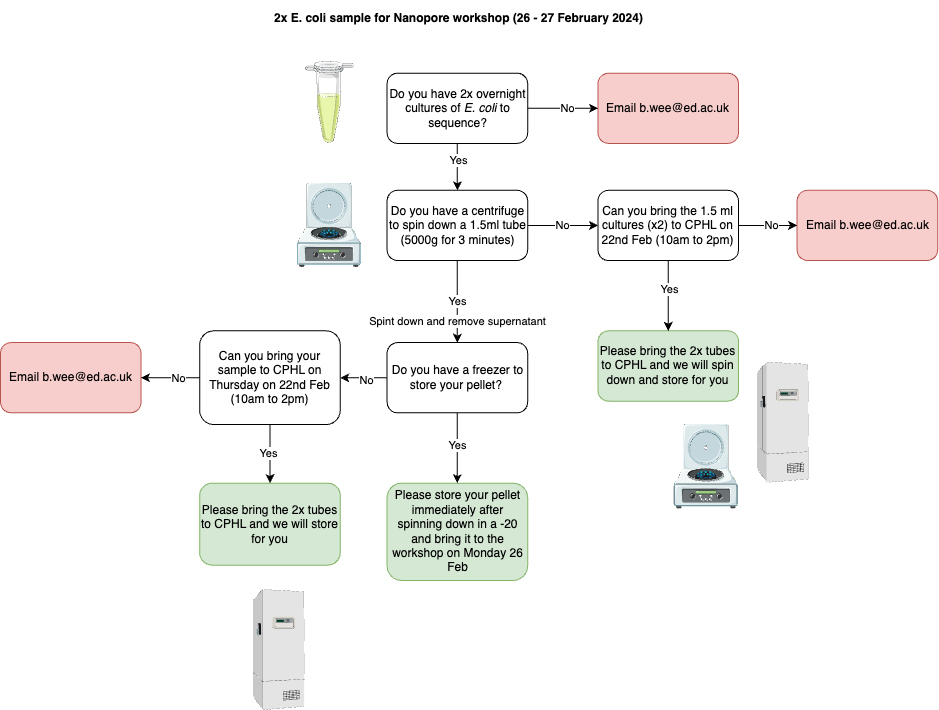 2x E. coli sample for Nanopore workshop (26 - 27 February 2024)
Do you have 2x overnight
cultures of E. coli to
sequence?
No
Email b.wee@ed.ac.uk
Yes
Do you have a centrifuge
to spin down a 1.5ml tube
(5000g for 3 minutes)
No
Can you bring the 1.5 ml
cultures (x2) to CPHL on
22nd Feb (10am to 2pm)
No
Email b.wee@ed.ac.uk
Yes
Yes
Spint down and remove supernatant
Please bring the 2x tubes
to CPHL and we will spin
down and store for you
Do you have a freezer to
store your pellet?
No
Can you bring your
sample to CPHL on
Thursday on 22nd Feb
(10am to 2pm)
No
Email b.wee@ed.ac.uk
Yes
Yes
Please bring the 2x tubes
to CPHL and we will store
for you
Please store your pellet
immediately after
spinning down in a -20
and bring it to the
workshop on Monday 26
Feb